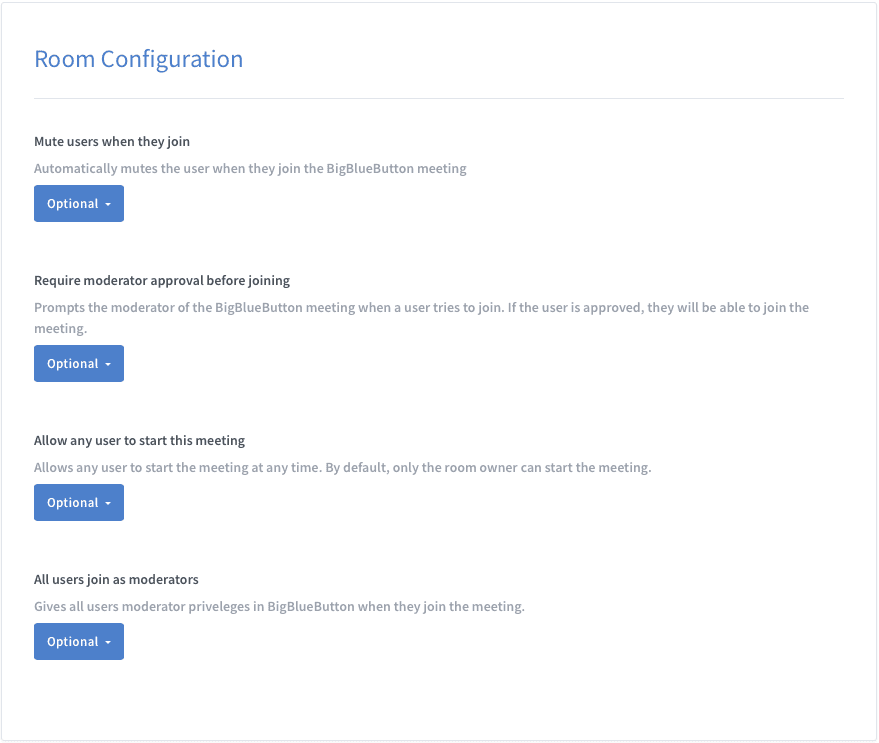 Room Configuration
Mute users when they join
Automatically mutes the user when they join the BigBlueButton meeting
Optional
Require moderator approval before joining
Prompts the moderator of the BigBlueButton meeting when a user tries to join. If the user is approved, they will be able to join the
meeting.
Optional
Allow any user to start this meeting
Allows any user to start the meeting at any time. By default, only the room owner can start the meeting.
Optional
All users join as moderators
Gives all users moderator priveleges in BigBlueButton when they join the meeting.
Optional